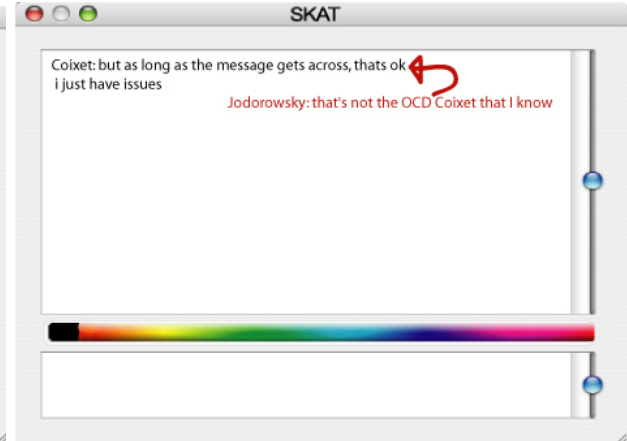 SKAT
Coixet: but as long as the message gets across, thats ok
i just have issues
Jodorowsky: that's not the OCD Coixet that I know